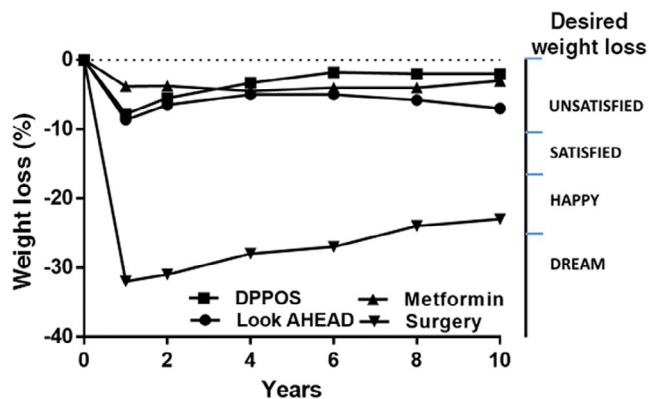 Desired
weight loss
0
-10
-20
-30
-40
Weight loss (%)
UNSATISFIED
SATISFIED
HAPPY
DREAM
DPPOS
Metformin
Look AHEAD
Surgery
0 2 4 6 8 10
Years